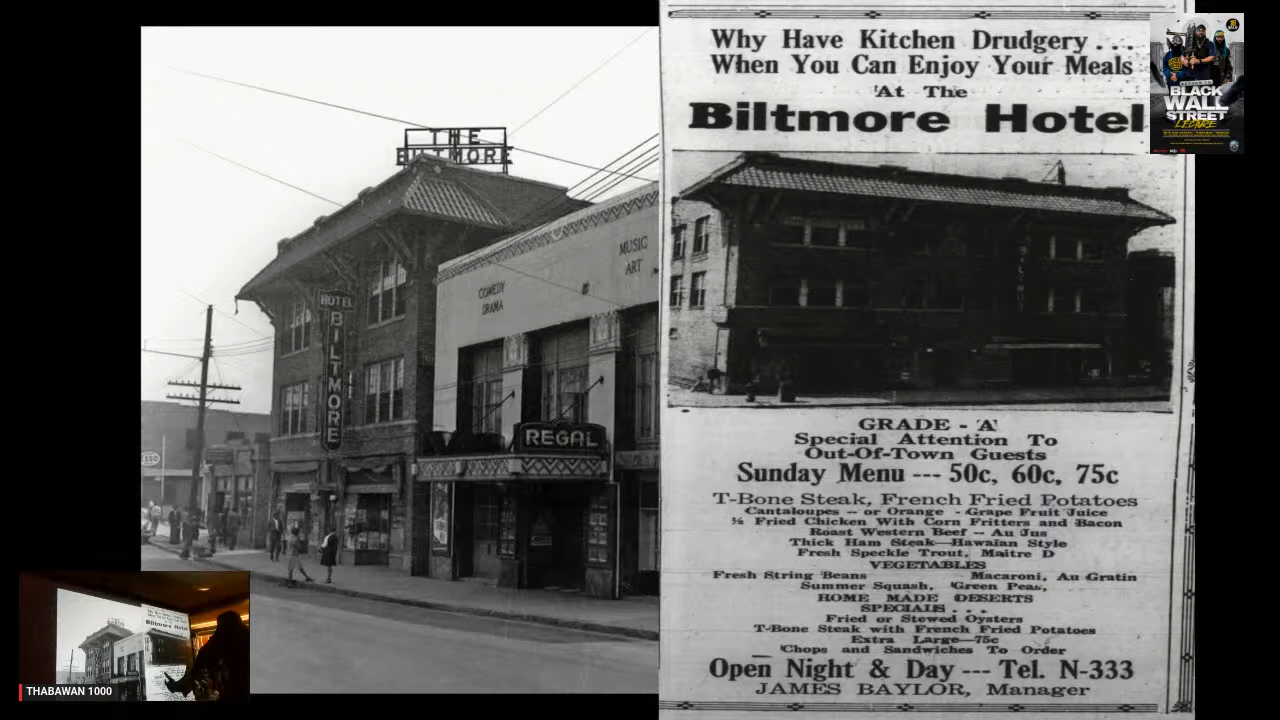 THE
BILTMORE
HOTEL
BILTMORE
COMEDY
DRAMA
MUSIC
ART
REGAL
ESSO
Why Have Kitchen Drudgery...
When You Can Enjoy Your Meals
At The
Biltmore Hotel
GRADE - 'A'
Special Attention To
Out-Of-Town Guests
Sunday Menu --- 50c, 60c, 75c
T-Bone Steak, French Fried Potatoes
Cantaloupes – or Orange - Grape Fruit Juice
½ Fried Chicken With Corn Fritters and Bacon
Roast Western Beef – Au Jus
Thick Ham Steak—Hawaian Style
Fresh Speckle Trout, Maitre D
VEGETABLES
Fresh String Beans Macaroni, Au Gratin
Summer Squash, Green Peas,
HOME MADE DESERTS
SPECIALS . . .
Fried or Stewed Oysters
T-Bone Steak with French Fried Potatoes
Extra Large—75c
Chops and Sandwiches To Order
Open Night & Day --- Tel. N-333
JAMES BAYLOR, Manager
BLACK
WALL
STREET
LECTURE
Biltmore Hotel
THABAWAN 1000